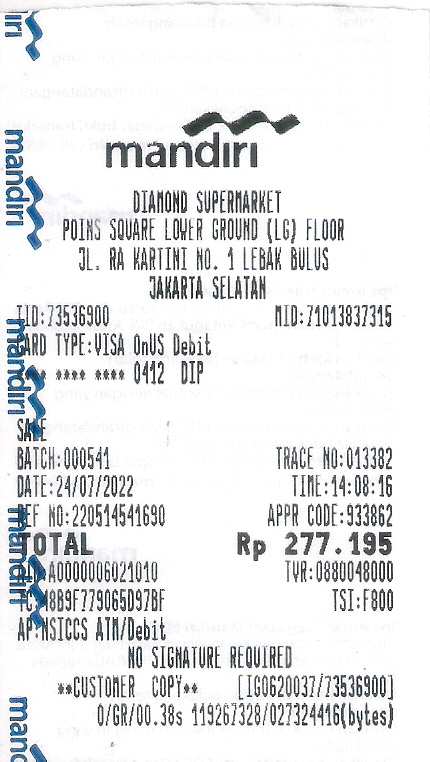 mandiri
DIAMOND SUPERMARKET
POINS SQUARE LOWER GROUND (LG) FLOOR
JL. RA KARTINI NO. 1 LEBAK BULUS
JAKARTA SELATAN
TID:73536900 MID:71013837315
CARD TYPE:VISA OnUS Debit
**** **** **** 0412 DIP
SALE
BATCH:000541 TRACE NO:013382
DATE:24/07/2022 TIME:14:08:16
REF NO:220514541690 APPR CODE:933862
TOTAL Rp 277.195
A0000006021010 TVR:0880048000
48B9F779065D97BF TSI:F800
AP:NSICCS ATM/Debit
NO SIGNATURE REQUIRED
**CUSTOMER COPY** [IG0620037/73536900]
O/GR/00.38s 119267328/027324416(bytes)
mandiri
mandiri
mandiri
mandiri